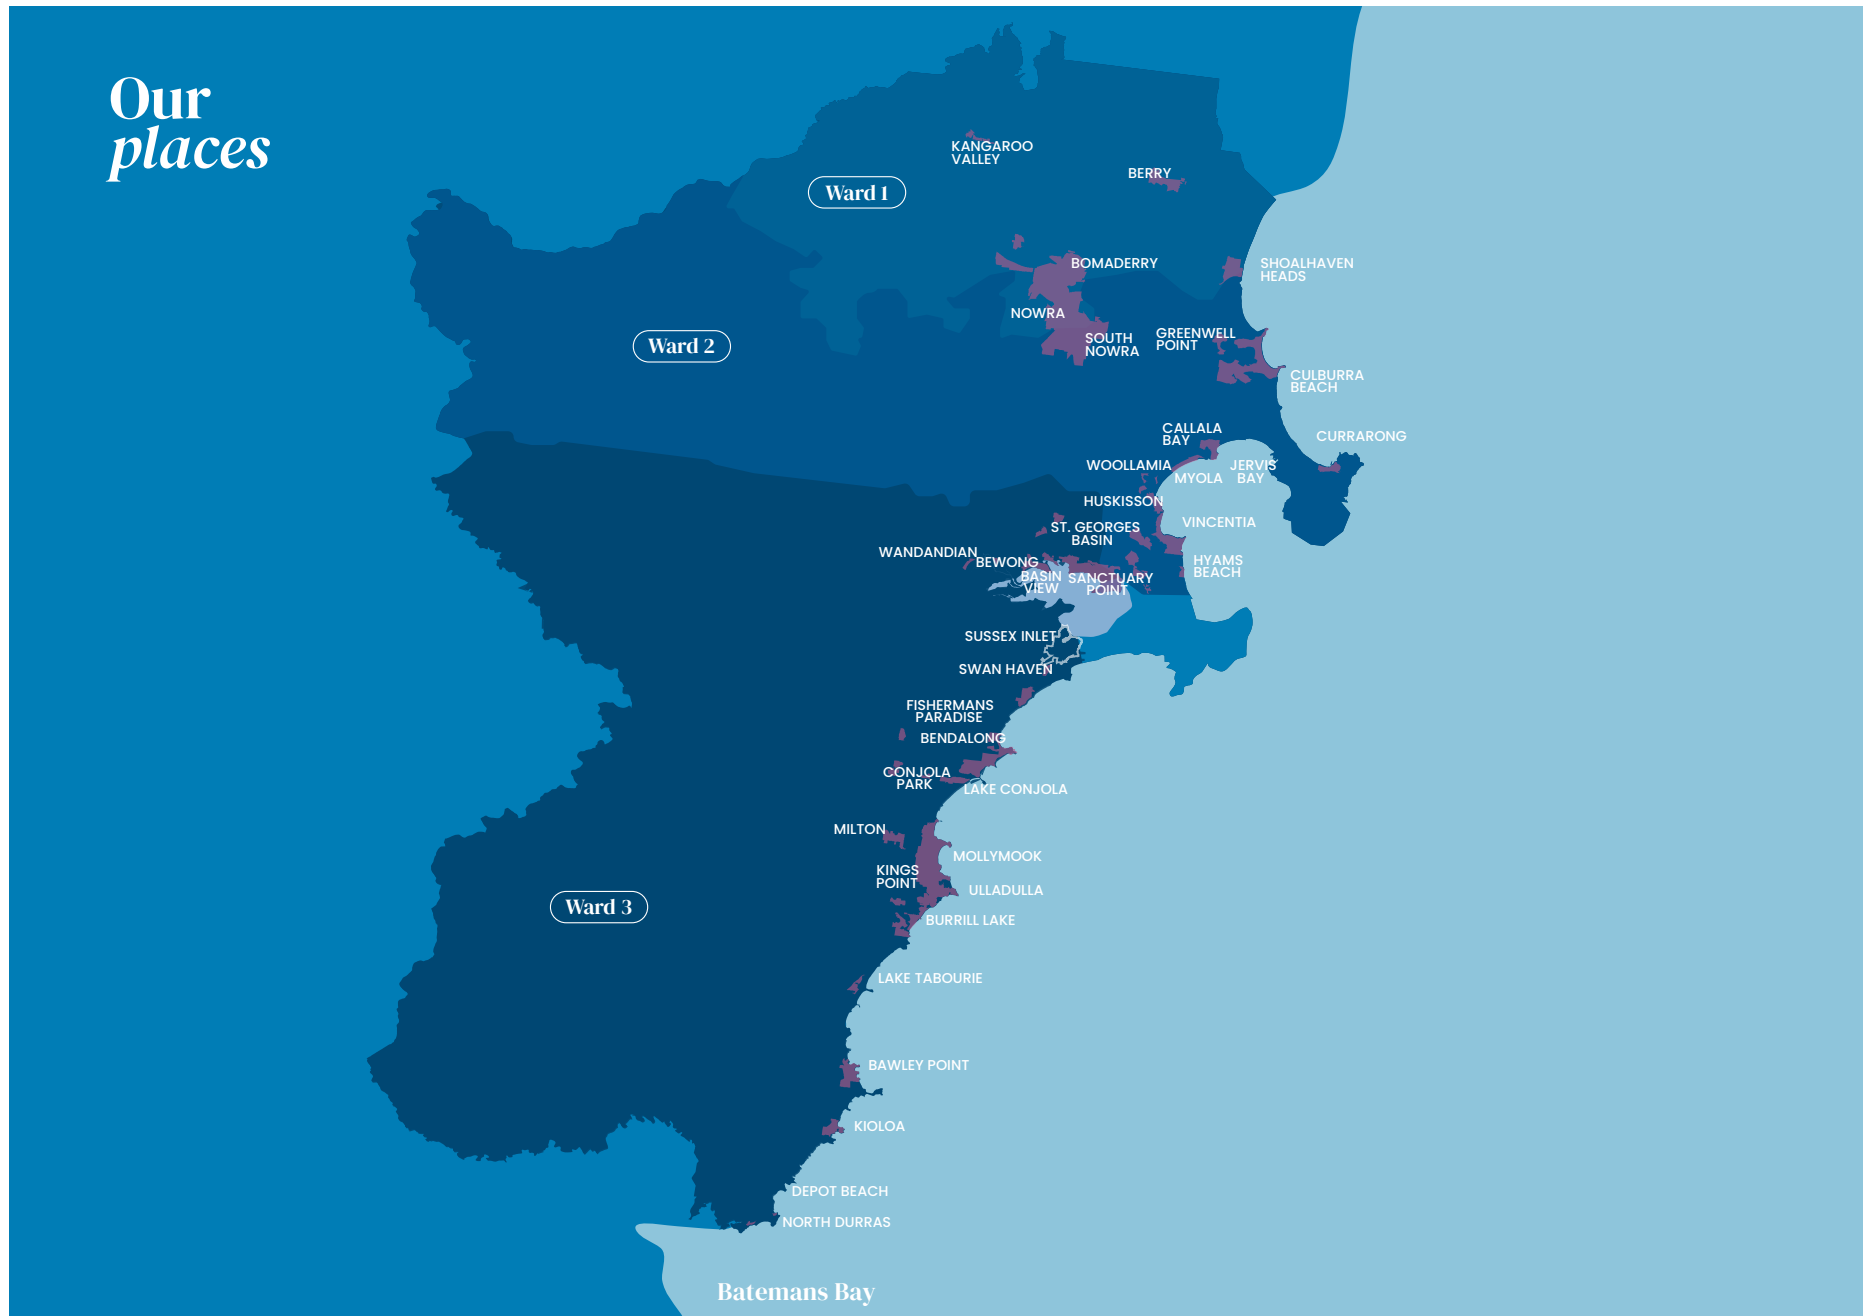 Our
places
KANGAROO
VALLEY
BERRY
Ward 1
BOMADERRY
SHOALHAVEN
HEADS
NOWRA
SOUTH
NOWRA
GREENWELL
POINT
Ward 2
CULBURRA
BEACH
CALLALA
BAY
CURRARONG
WOOLLAMIA
JERVIS
BAY
MYOLA
HUSKISSON
VINCENTIA
ST. GEORGES
BASIN
WANDANDIAN
BEWONG
HYAMS
BEACH
BASIN
VIEW
SANCTUARY
POINT
SUSSEX INLET
SWAN HAVEN
FISHERMANS
PARADISE
BENDALONG
CONJOLA
PARK
LAKE CONJOLA
MILTON
MOLLYMOOK
KINGS
POINT
ULLADULLA
Ward 3
BURRILL LAKE
LAKE TABOURIE
BAWLEY POINT
KIOLOA
DEPOT BEACH
NORTH DURRAS
Batemans Bay